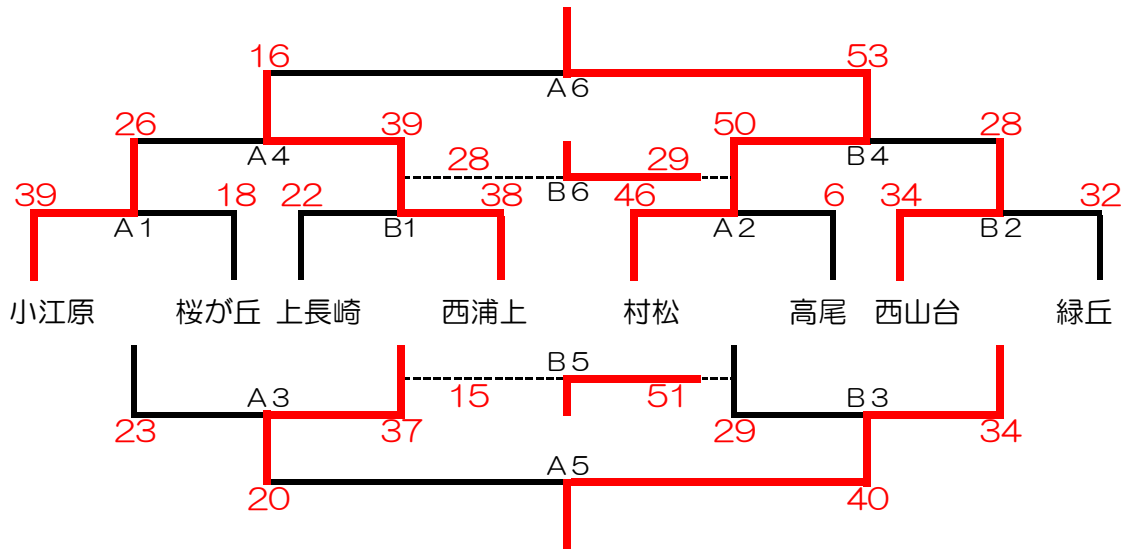 16 53
A6
26 39 50 28
A4 B4
28 29
B6
39 18 22 38 46 6 34 32
A1 B1 A2 B2
小江原 桜が丘 上長崎 西浦上 村松 高尾 西山台 緑丘
B5
A3 15 51 B3
23 37 29 34
A5
20 40